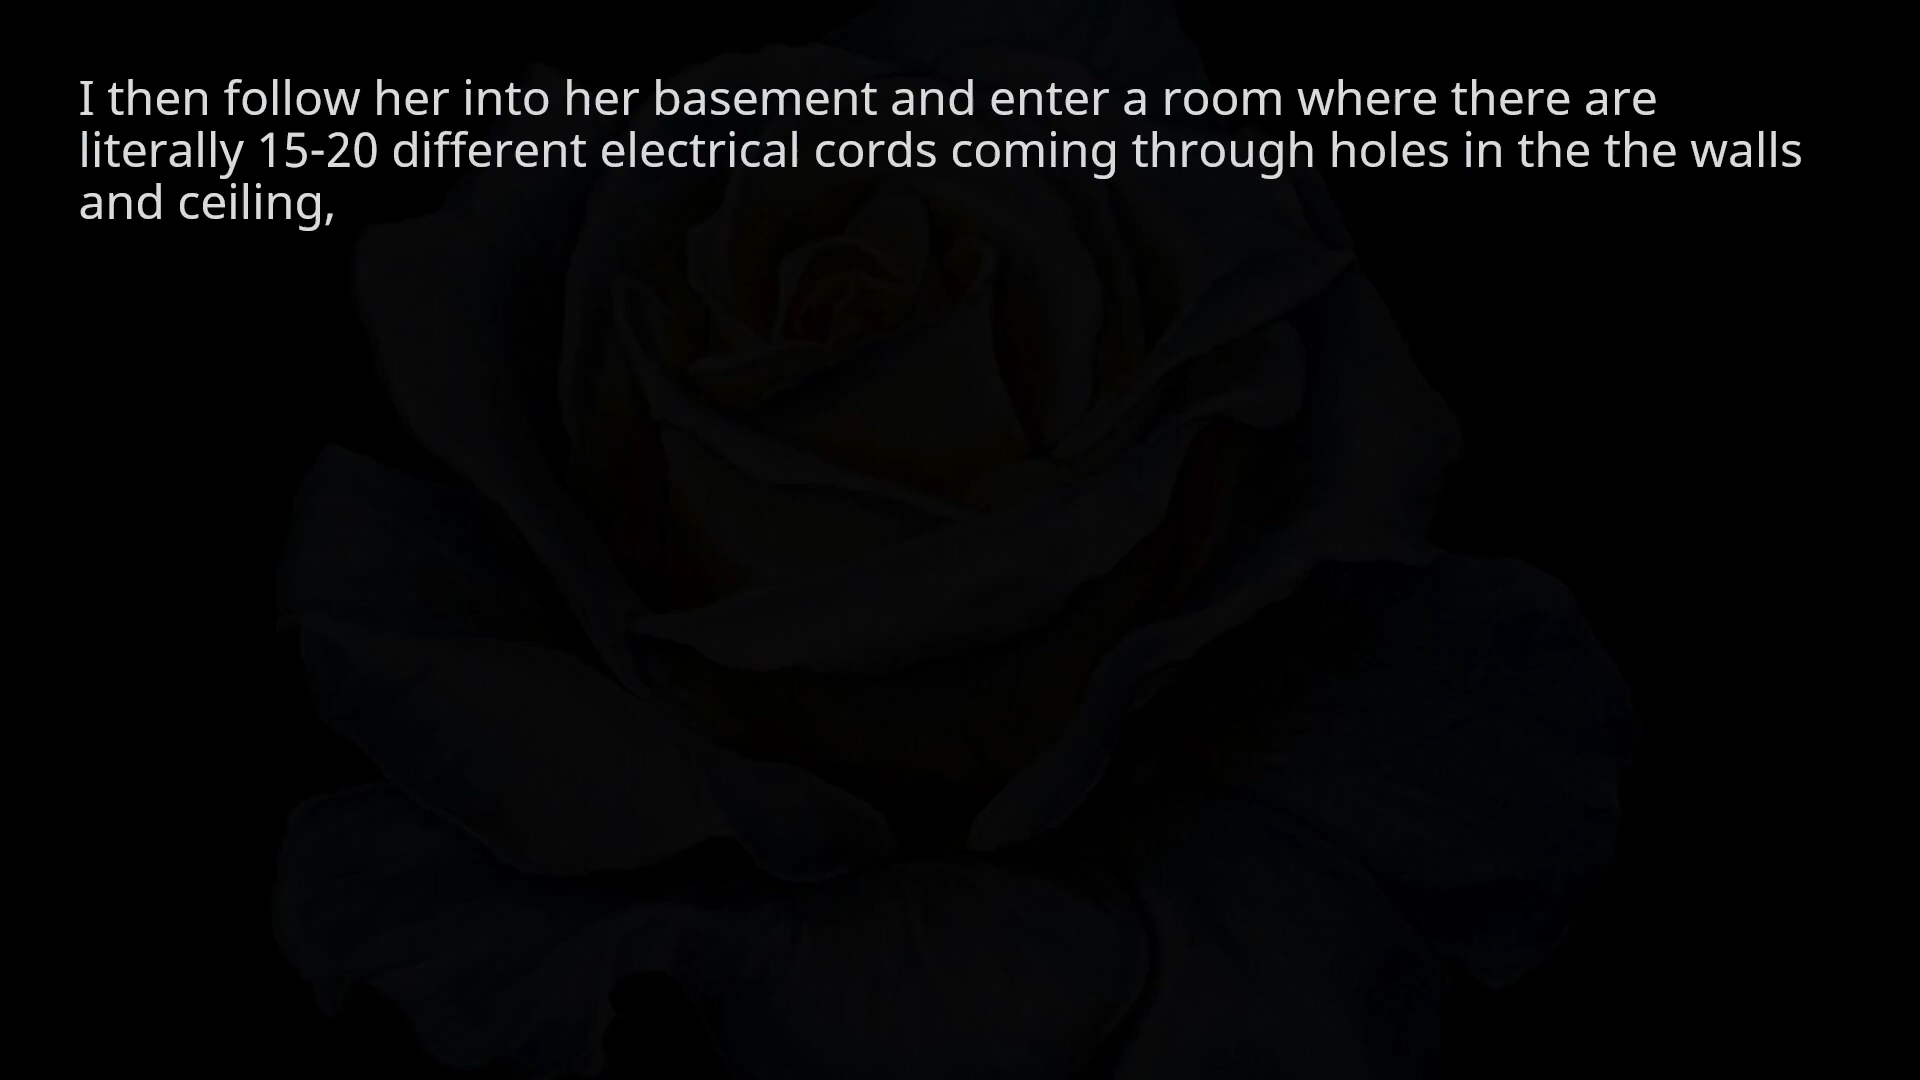 I then follow her into her basement and enter a room where there are
literally 15-20 different electrical cords coming through holes in the the walls
and ceiling,